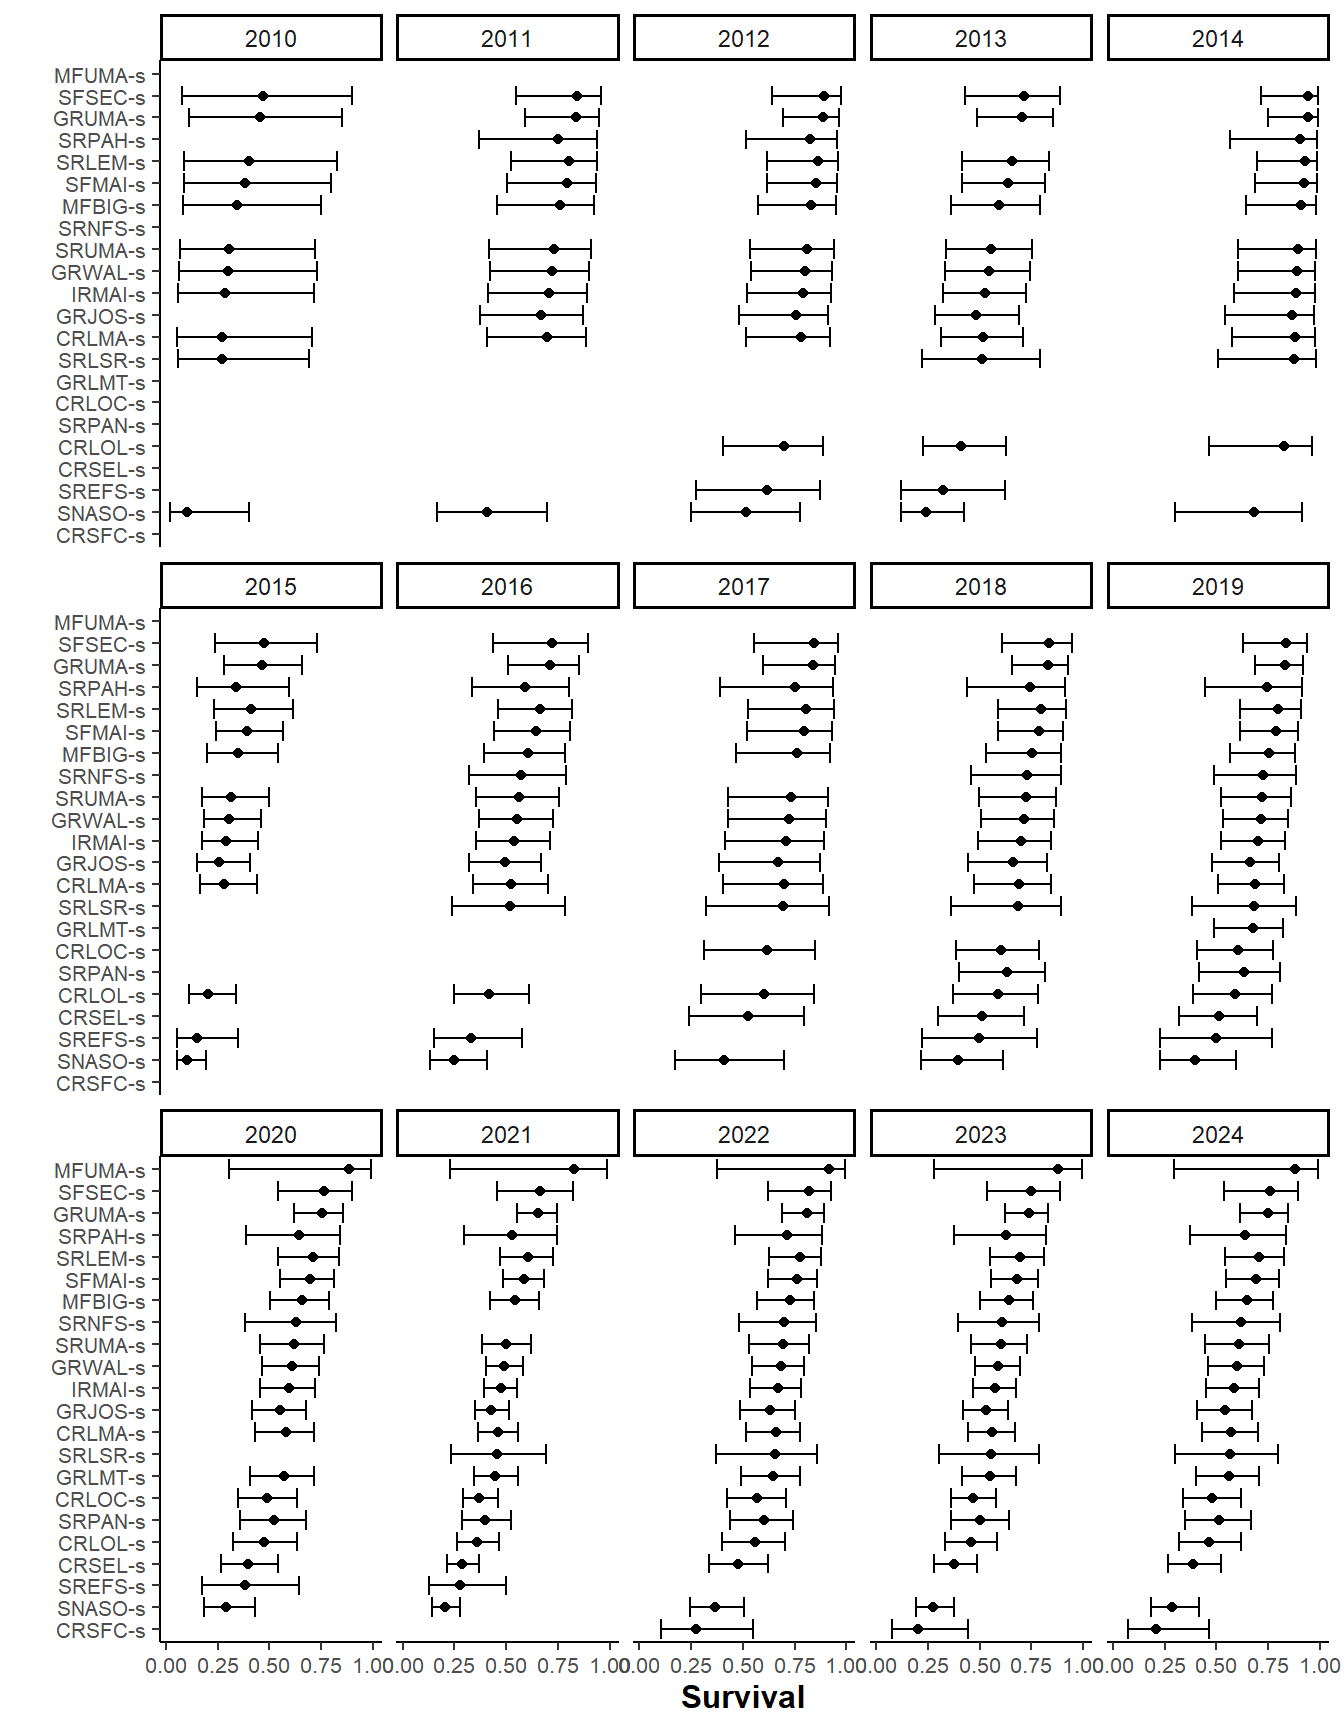 2010 2011 2012 2013 2014
MFUMA-s
SFSEC-s
GRUMA-s
SRPAH-s
SRLEM-s
SFMAI-s
MFBIG-s
SRNFS-s
SRUMA-s
GRWAL-s
IRMAI-s
GRJOS-s
CRLMA-s
SRLSR-s
GRLMT-s
CRLOC-s
SRPAN-s
CRLOL-s
CRSEL-s
SREFS-s
SNASO-s
CRSFC-s
2015 2016 2017 2018 2019
MFUMA-s
SFSEC-s
GRUMA-s
SRPAH-s
SRLEM-s
SFMAI-s
MFBIG-s
SRNFS-s
SRUMA-s
GRWAL-s
IRMAI-s
GRJOS-s
CRLMA-s
SRLSR-s
GRLMT-s
CRLOC-s
SRPAN-s
CRLOL-s
CRSEL-s
SREFS-s
SNASO-s
CRSFC-s
2020 2021 2022 2023 2024
MFUMA-s
SFSEC-s
GRUMA-s
SRPAH-s
SRLEM-s
SFMAI-s
MFBIG-s
SRNFS-s
SRUMA-s
GRWAL-s
IRMAI-s
GRJOS-s
CRLMA-s
SRLSR-s
GRLMT-s
CRLOC-s
SRPAN-s
CRLOL-s
CRSEL-s
SREFS-s
SNASO-s
CRSFC-s
0.00 0.25 0.50 0.75 1.00 0.00 0.25 0.50 0.75 1.00 0.00 0.25 0.50 0.75 1.00 0.00 0.25 0.50 0.75 1.00 0.00 0.25 0.50 0.75 1.00
Survival